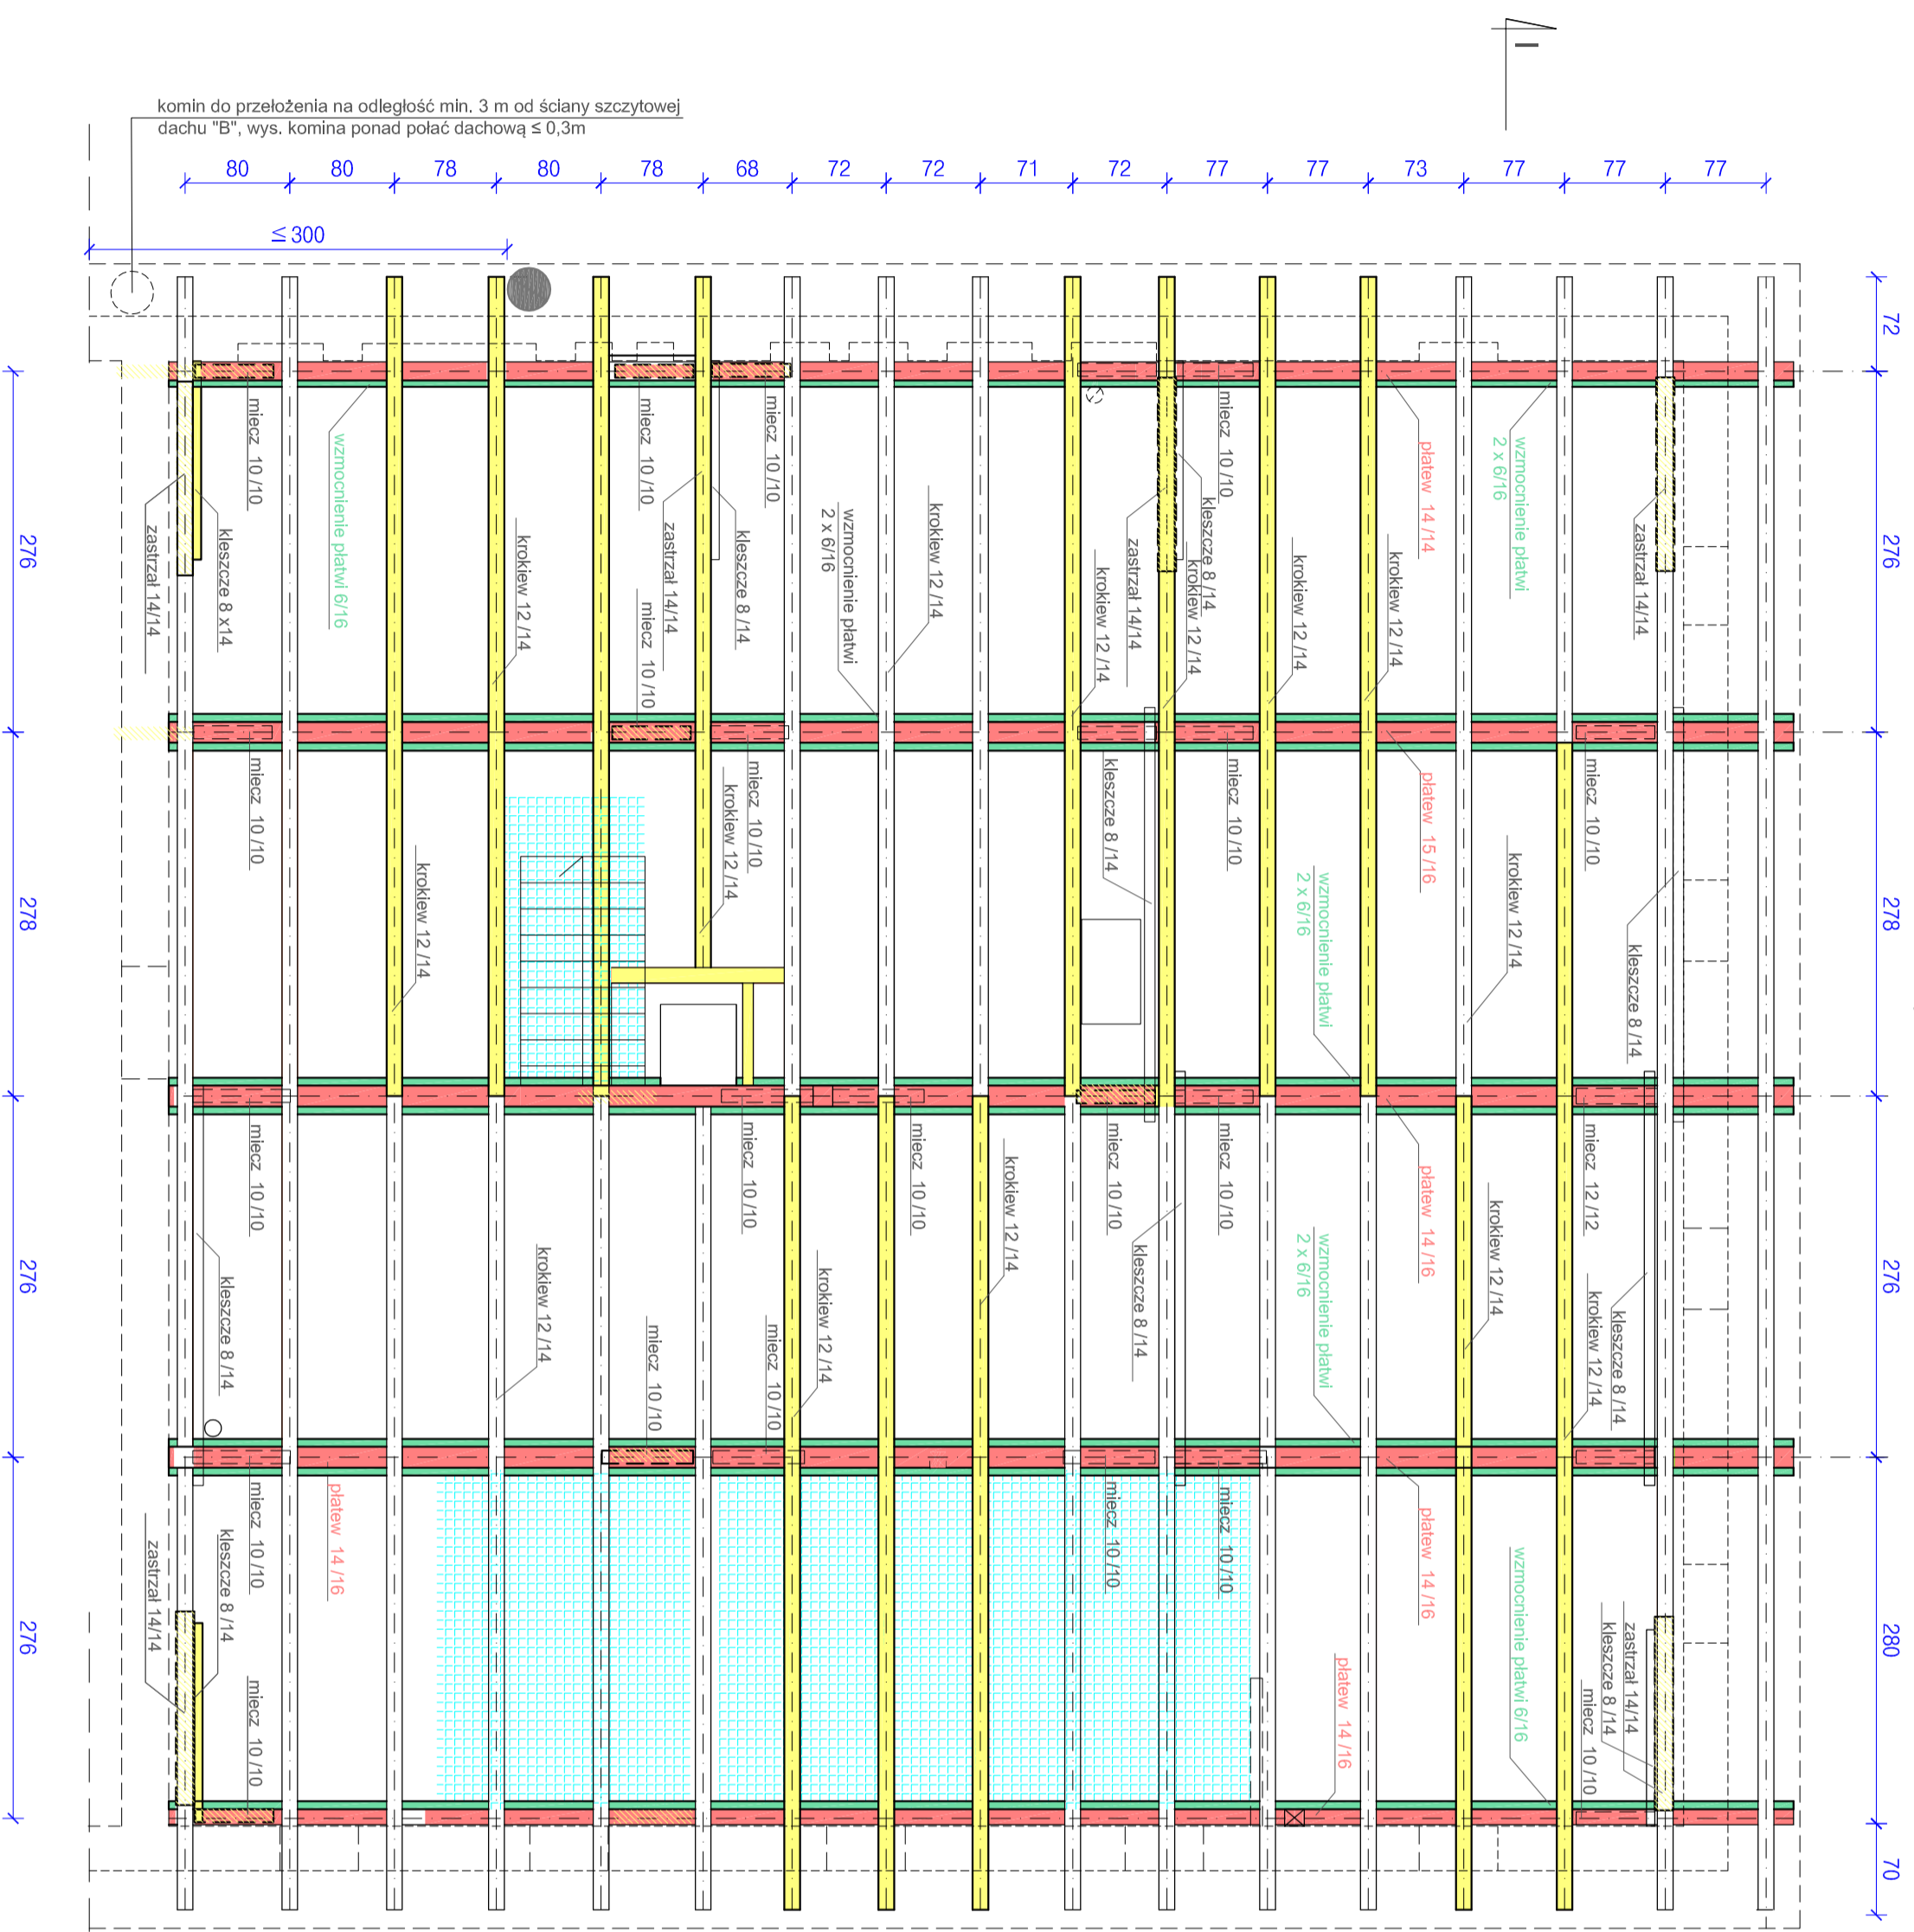 I
komin do przełożenia na odległość min. 3 m od ściany szczytowej
dachu "B", wys. komina ponad połać dachową ≤ 0,3m
80
80
78
80
78
68
72
72
71
72
77
77
73
77
77
77
≤ 300
72
miecz 10 /10
wzmocnienie płatwi 6/16
miecz 10 /10
miecz 10 /10
miecz 10 /10
płatew 14 /14
wzmocnienie płatwi
2 x 6/16
zastrzał 14/14
kleszcze 8 x14
krokiew 12 /14
zastrzał 14/14
miecz 10 /10
kleszcze 8 /14
wzmocnienie płatwi
2 x 6/16
krokiew 12 /14
krokiew 12 /14
zastrzał 14/14
kleszcze 8 /14
krokiew 12 /14
krokiew 12 /14
krokiew 12 /14
zastrzał 14/14
276
276
miecz 10 /10
krokiew 12 /14
krokiew 12 /14
miecz 10 /10
kleszcze 8 /14
miecz 10 /10
wzmocnienie płatwi
2 x 6/16
płatew 15 /16
krokiew 12 /14
miecz 10 /10
kleszcze 8 /14
278
278
miecz 10 /10
kleszcze 8 /14
krokiew 12 /14
miecz 10 /10
krokiew 12 /14
miecz 10 /10
krokiew 12 /14
miecz 10 /10
kleszcze 8 /14
miecz 10 /10
wzmocnienie płatwi
2 x 6/16
płatew 14 /16
krokiew 12 /14
miecz 12 /12
krokiew 12 /14
kleszcze 8 /14
276
276
miecz 10 /10
miecz 10 /10
miecz 10 /10
płatew 14 /16
zastrzał 14/14
kleszcze 8 /14
miecz 10 /10
miecz 10 /10
miecz 10 /10
płatew 14 /16
płatew 14 /16
wzmocnienie płatwi 6/16
miecz 10 /10
kleszcze 8 /14
zastrzał 14/14
276
280
70